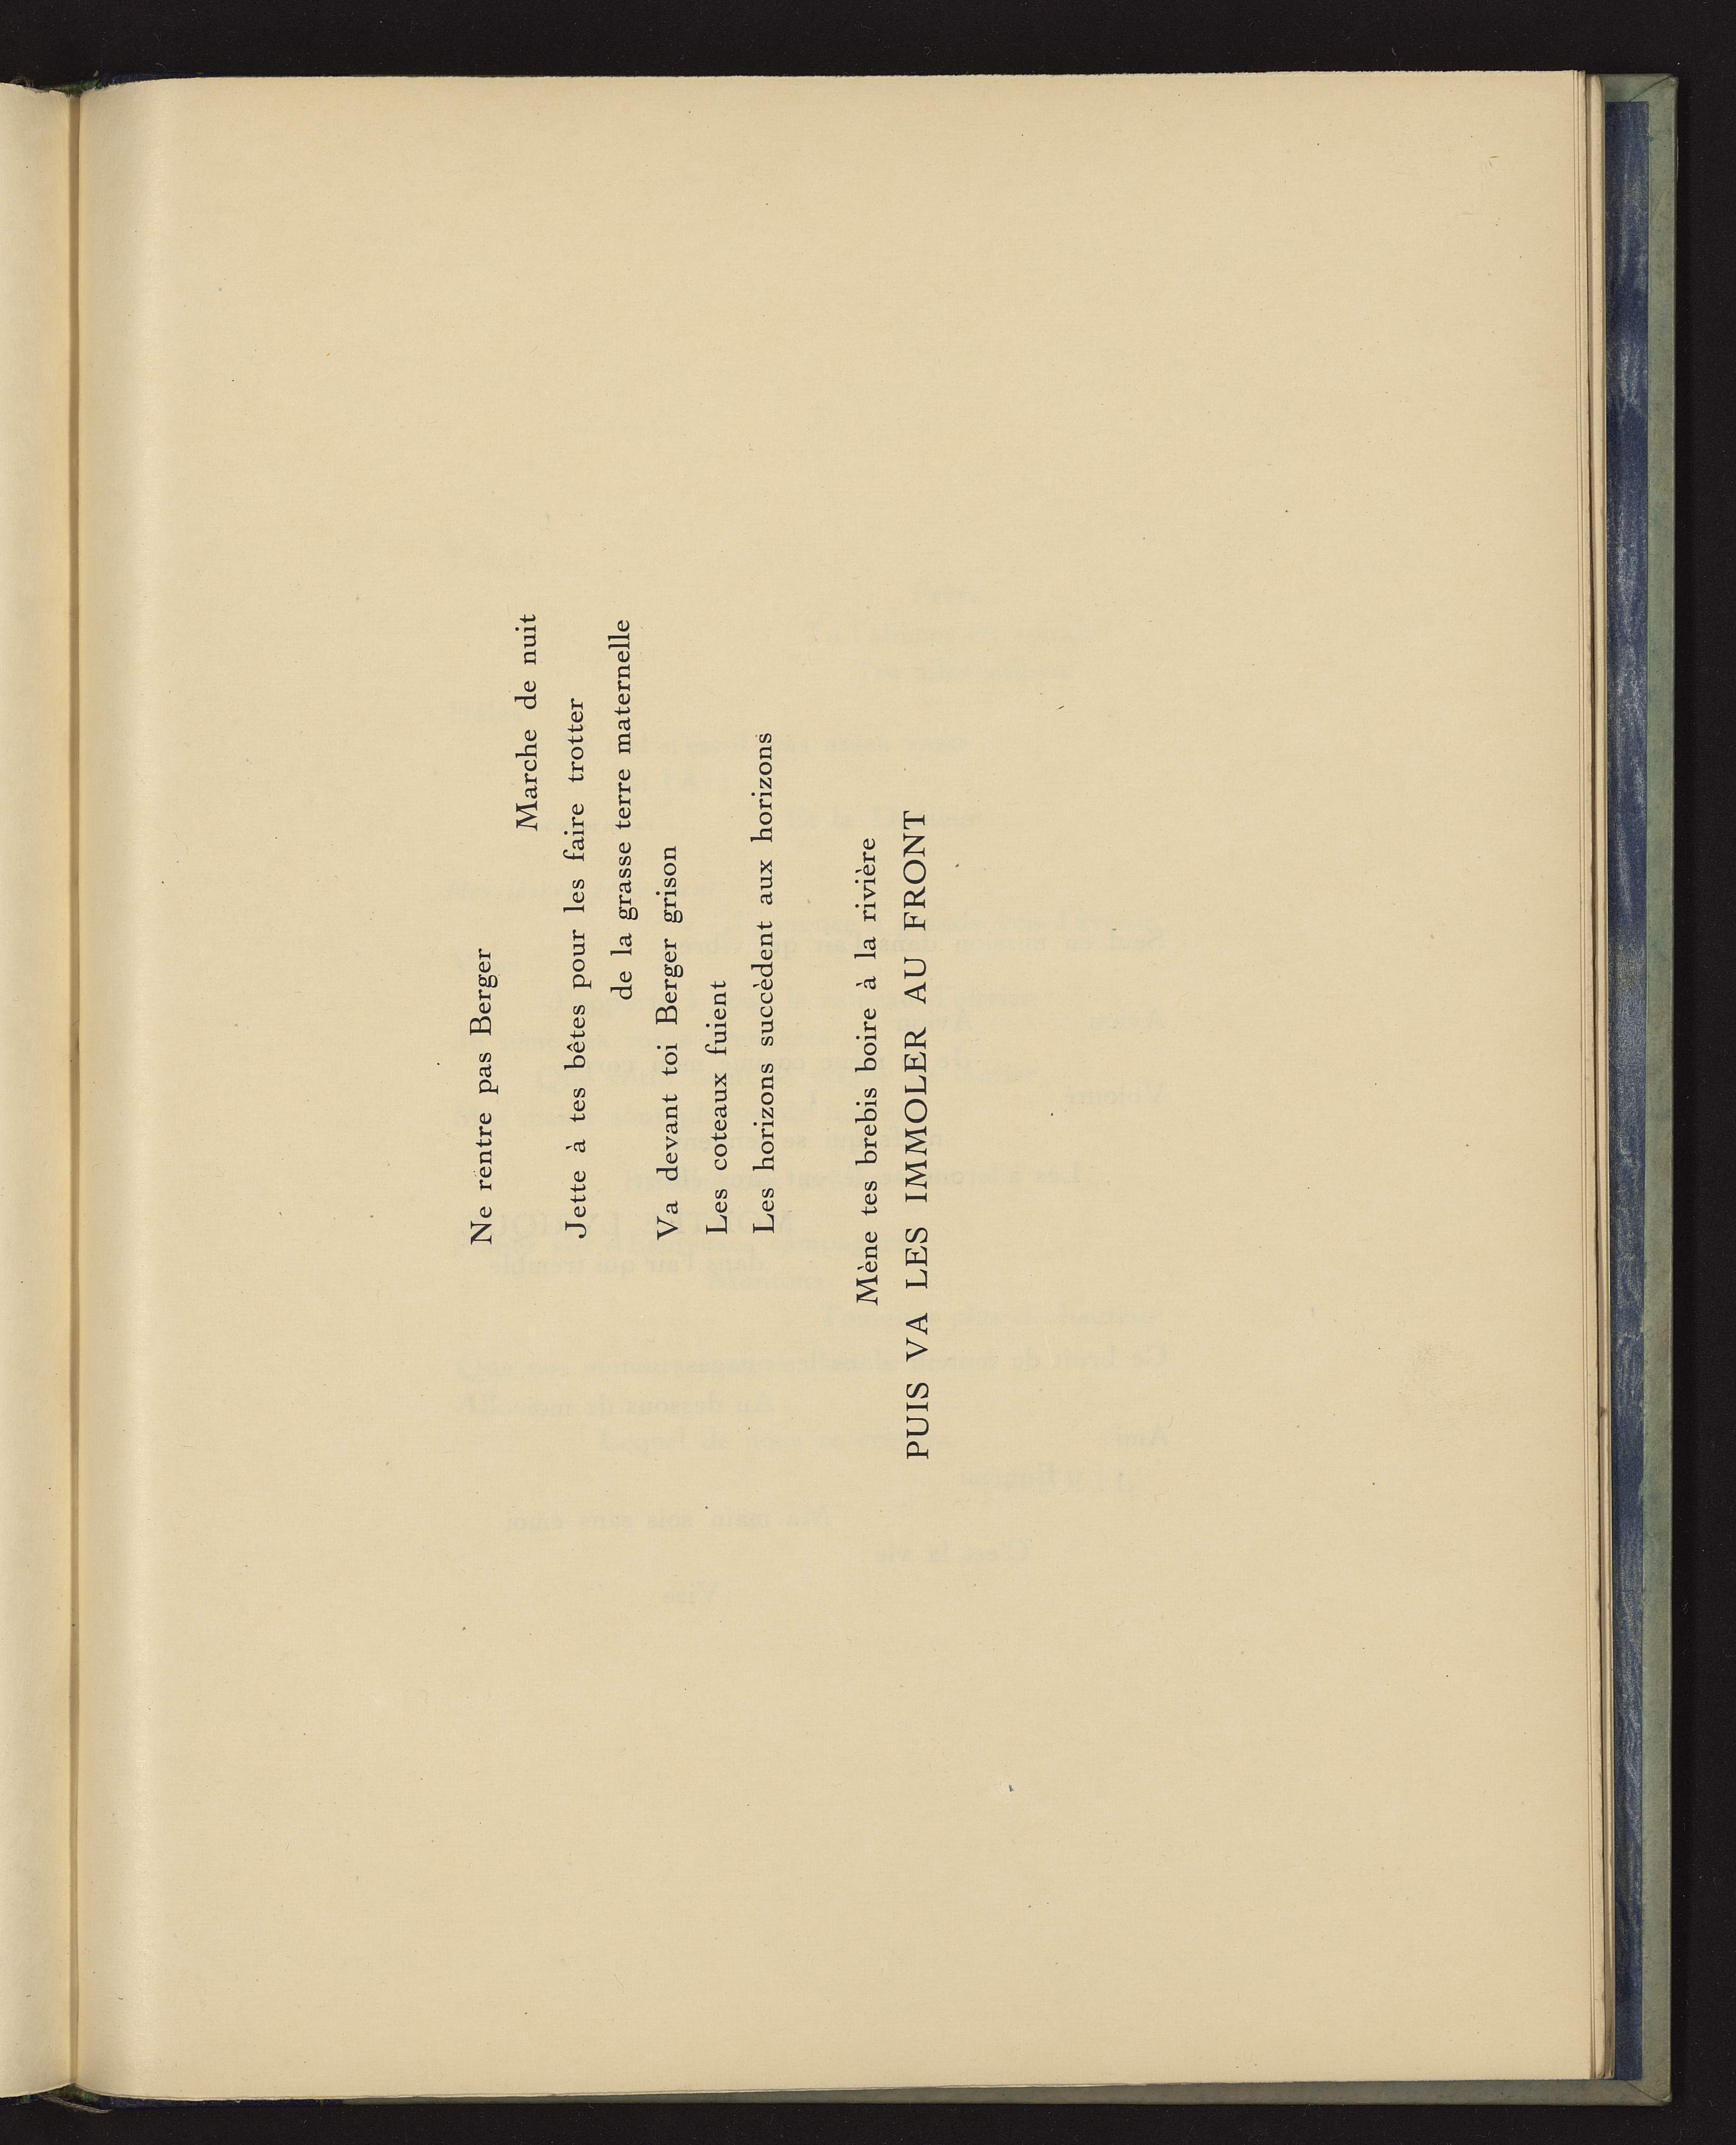 Ne rentre pas Berger
Marche de nuit
Jette à tes bêtes pour les faire trotter
de la grasse terre maternelle
Va devant toi Berger grison
Les coteaux fuient
Les horizons succèdent aux horizons
Mène tes brebis boire à la rivière
PUIS VA LES IMMOLER AU FRONT